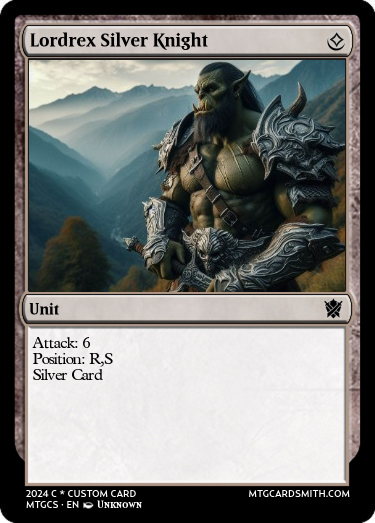 Lordrex Silver Knight
Unit
Attack: 6
Position: R,S
Silver Card
2024 C * CUSTOM CARD
MTGCS · EN Unknown
MTGCARDSMITH.COM